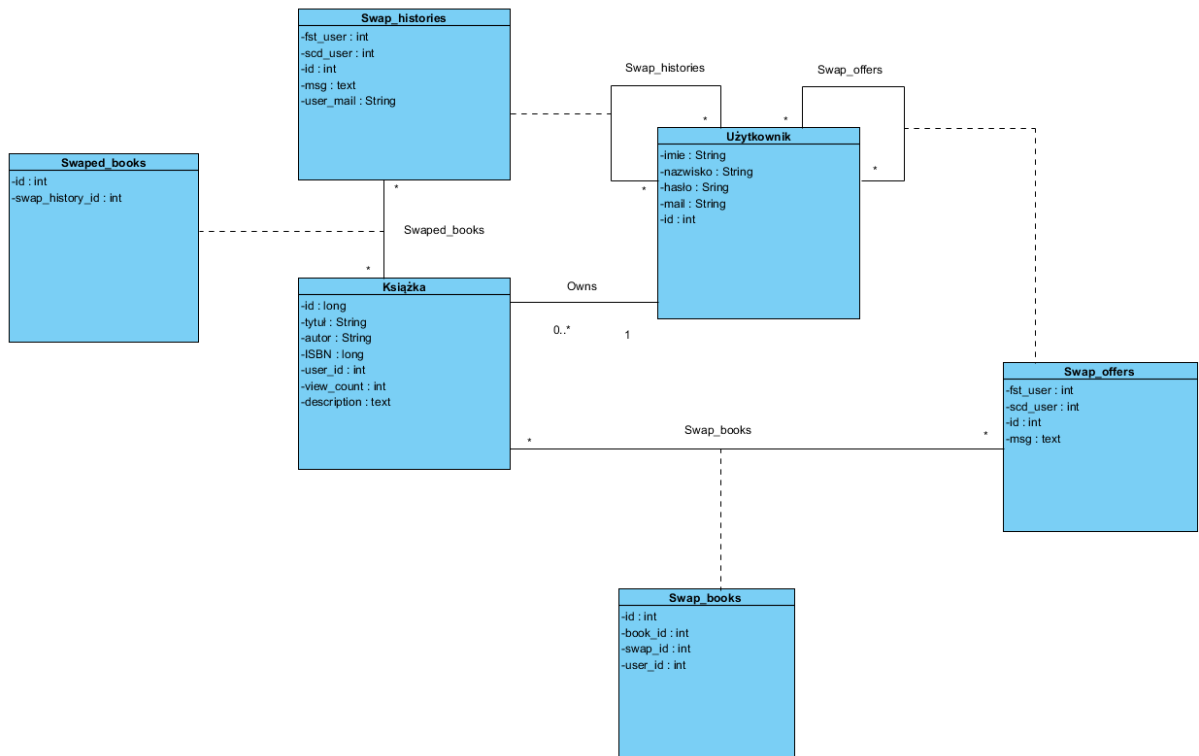 Swap_histories
-fst_user : int
-scd_user : int
-id : int
-msg : text
-user_mail : String
Swap_histories
Swap_offers
*
*
Użytkownik
-imie : String
-nazwisko : String
-hasło : Sring
-mail : String
-id : int
*
*
Swaped_books
-id : int
-swap_history_id : int
*
Swaped_books
*
Książka
-id : long
-tytuł : String
-autor : String
-ISBN : long
-user_id : int
-view_count : int
-description : text
Owns
0..*
1
Swap_offers
-fst_user : int
-scd_user : int
-id : int
-msg : text
Swap_books
*
*
Swap_books
-id : int
-book_id : int
-swap_id : int
-user_id : int